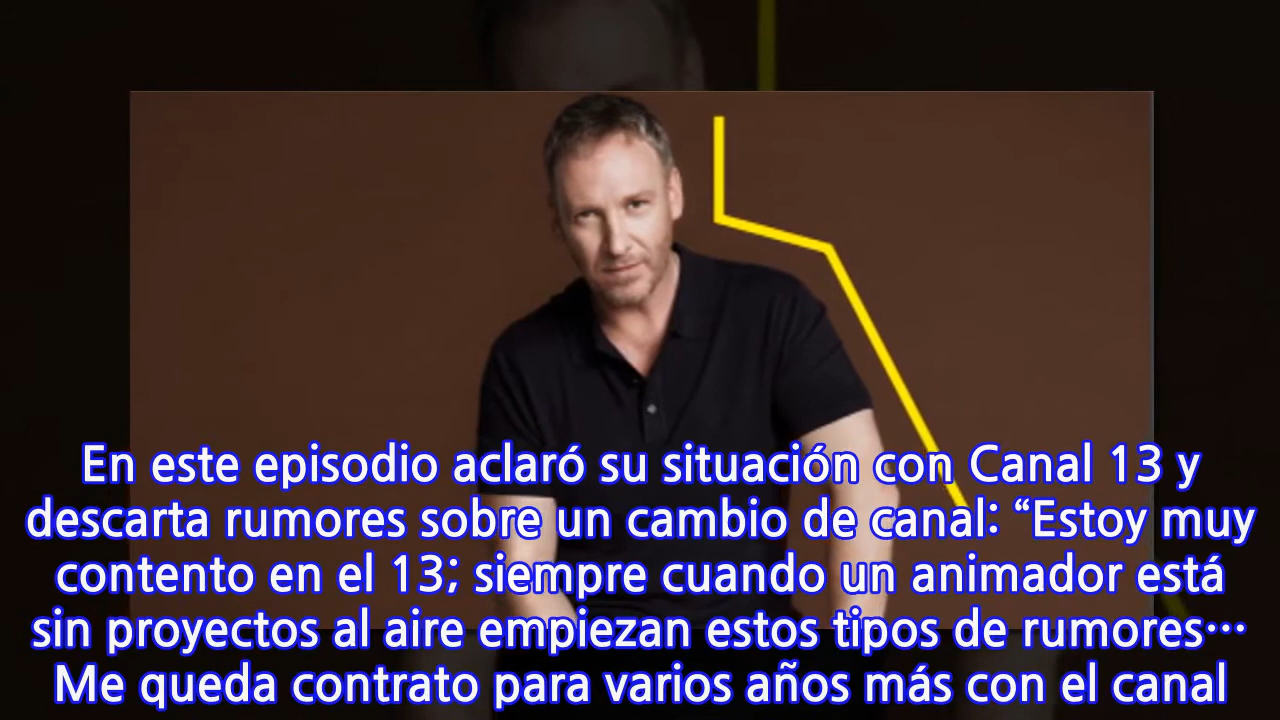 En este episodio aclaró su situación con Canal 13 y
descarta rumores sobre un cambio de canal: “Estoy muy
contento en el 13; siempre cuando un animador está
sin proyectos al aire empiezan estos tipos de rumores…
Me queda contrato para varios años más con el canal